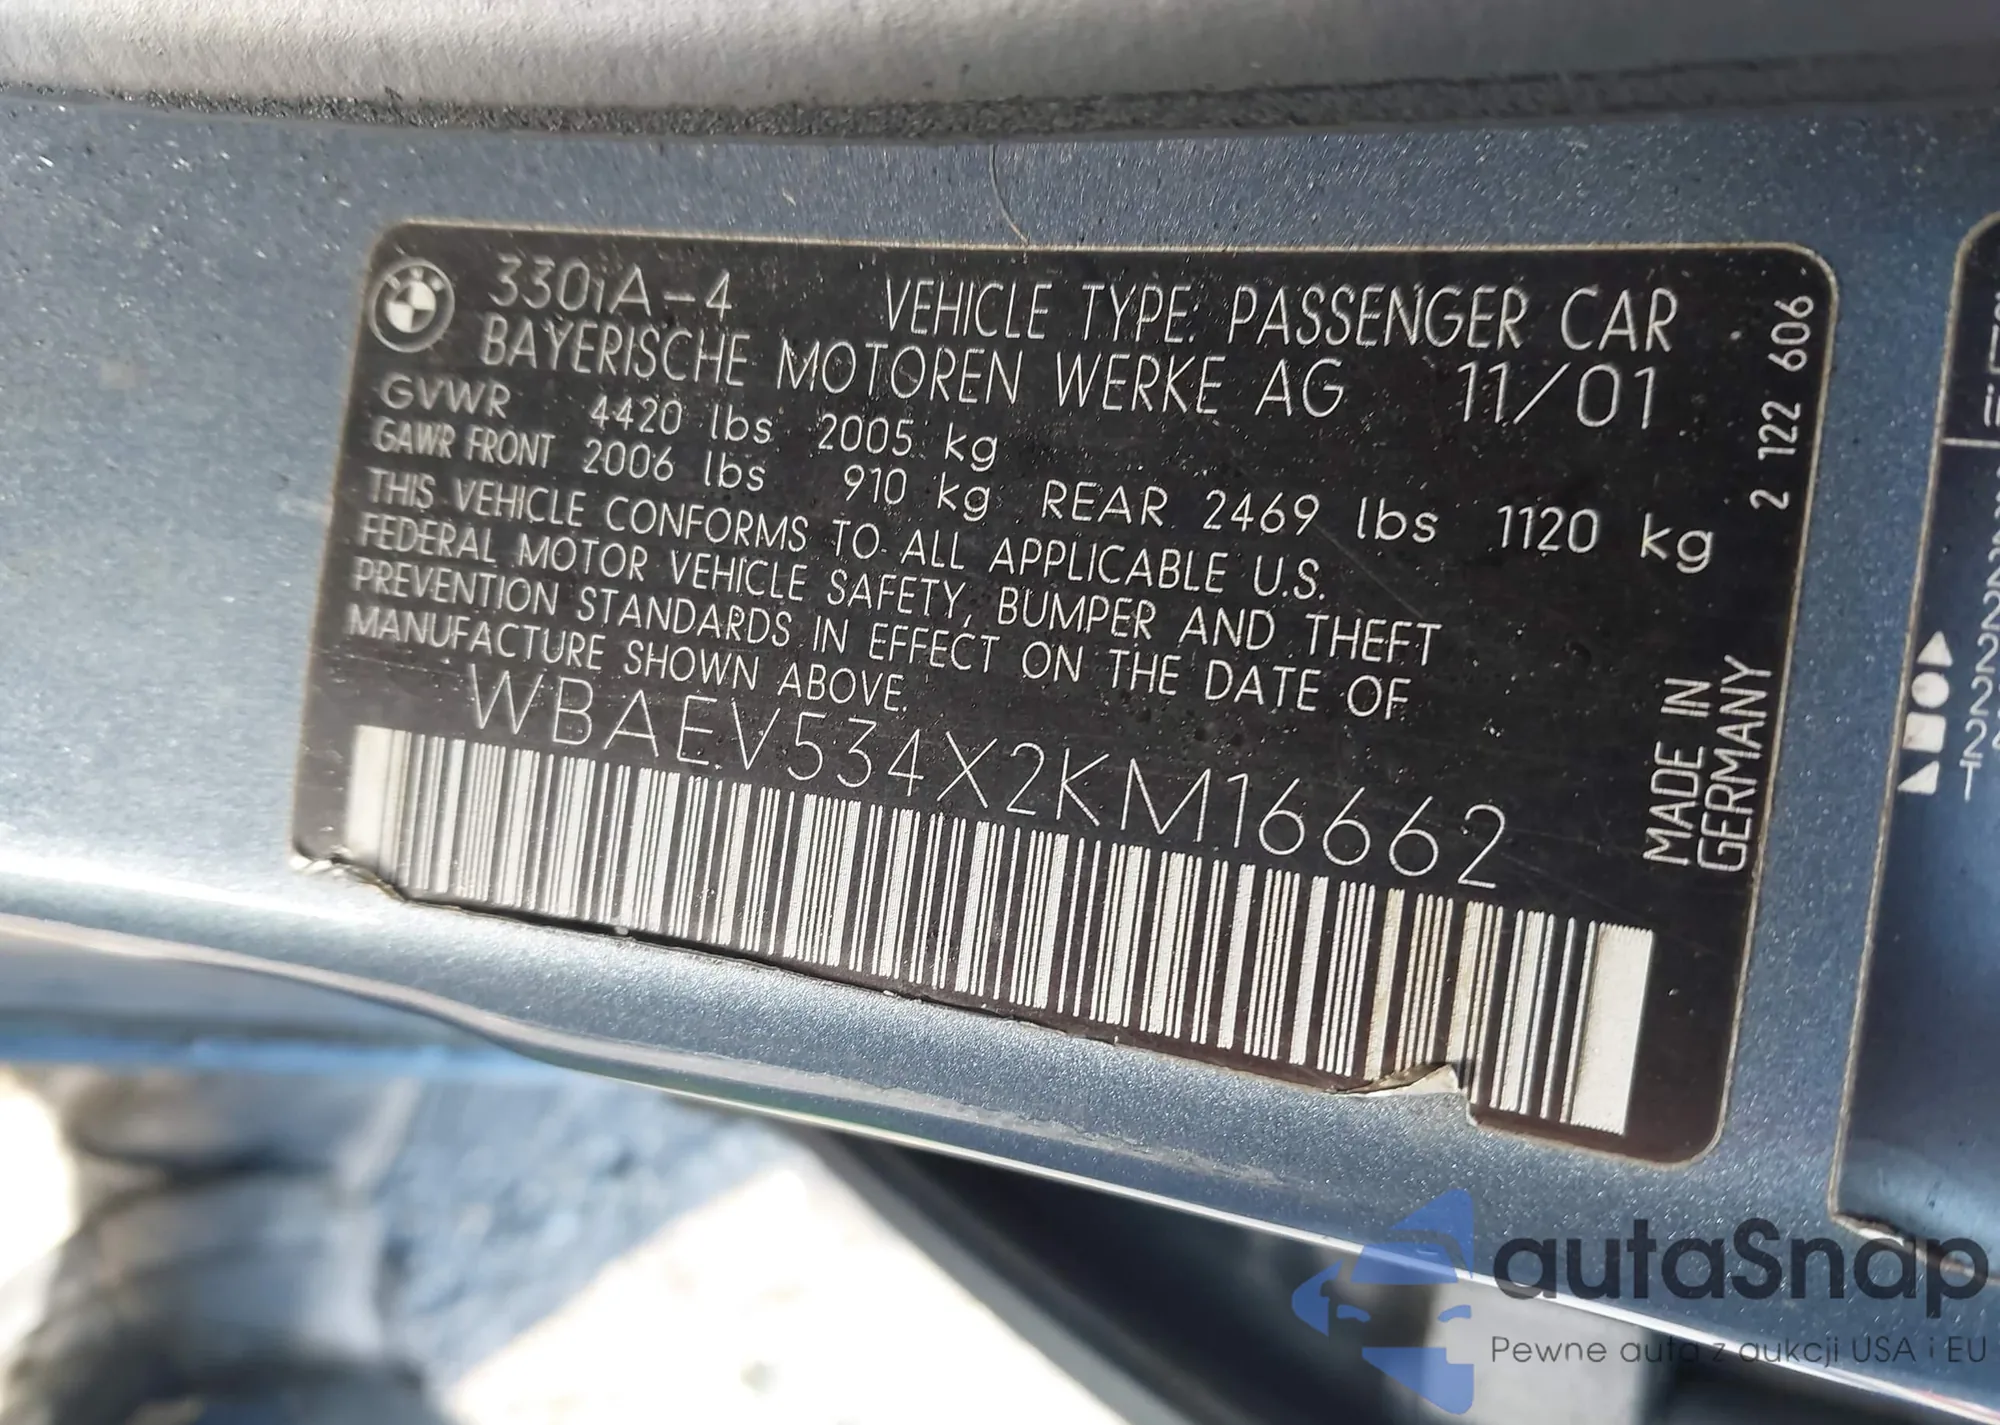 330iA-4 VEHICLE TYPE: PASSENGER CAR
BAYERISCHE MOTOREN WERKE AG 11/01
GVWR 4420 lbs 2005 kg
GAWR FRONT 2006 lbs 910 kg REAR 2469 lbs 1120 kg
THIS VEHICLE CONFORMS TO ALL APPLICABLE U.S.
FEDERAL MOTOR VEHICLE SAFETY, BUMPER AND THEFT
PREVENTION STANDARDS IN EFFECT ON THE DATE OF
MANUFACTURE SHOWN ABOVE.
WBAEV534X2KM16662
2 122 606
MADE IN
GERMANY
autaSnap
Pewne auta z aukcji USA i EU